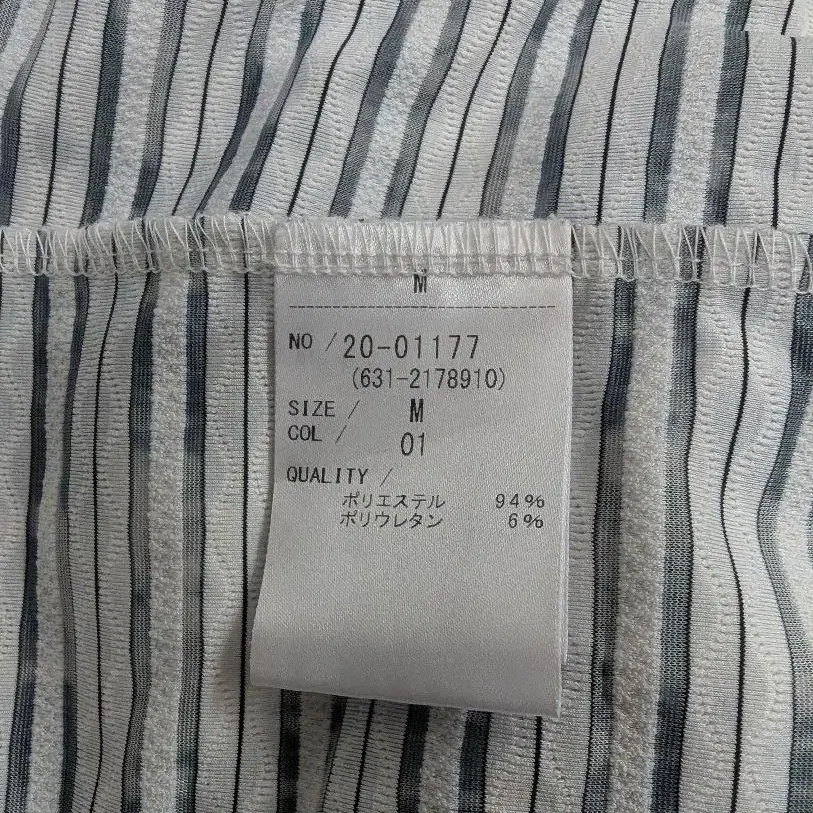 M
NO / 20-01177
(631-2178910)
SIZE / M
COL / 01
QUALITY /
ポリエステル 94%
ポリウレタン 6%